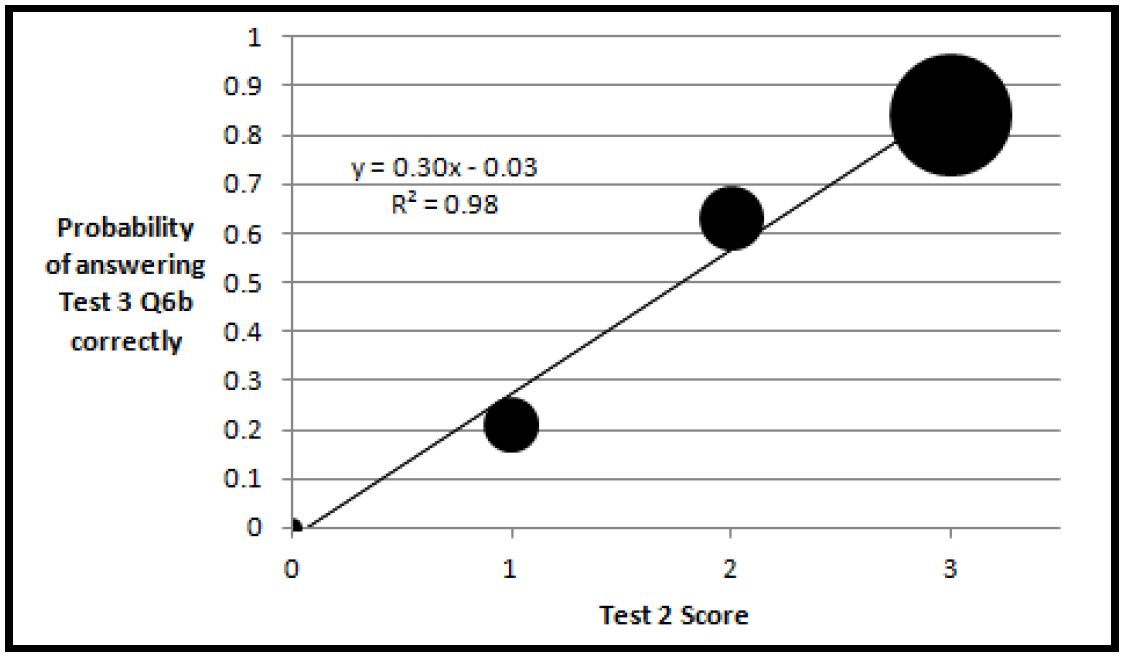 1
0.9
0.8
0.7
0.6
0.5
0.4
0.3
0.2
0.1
0
y = 0.30x - 0.03
R² = 0.98
Probability
of answering
Test 3 Q6b
correctly
0 1 2 3
Test 2 Score